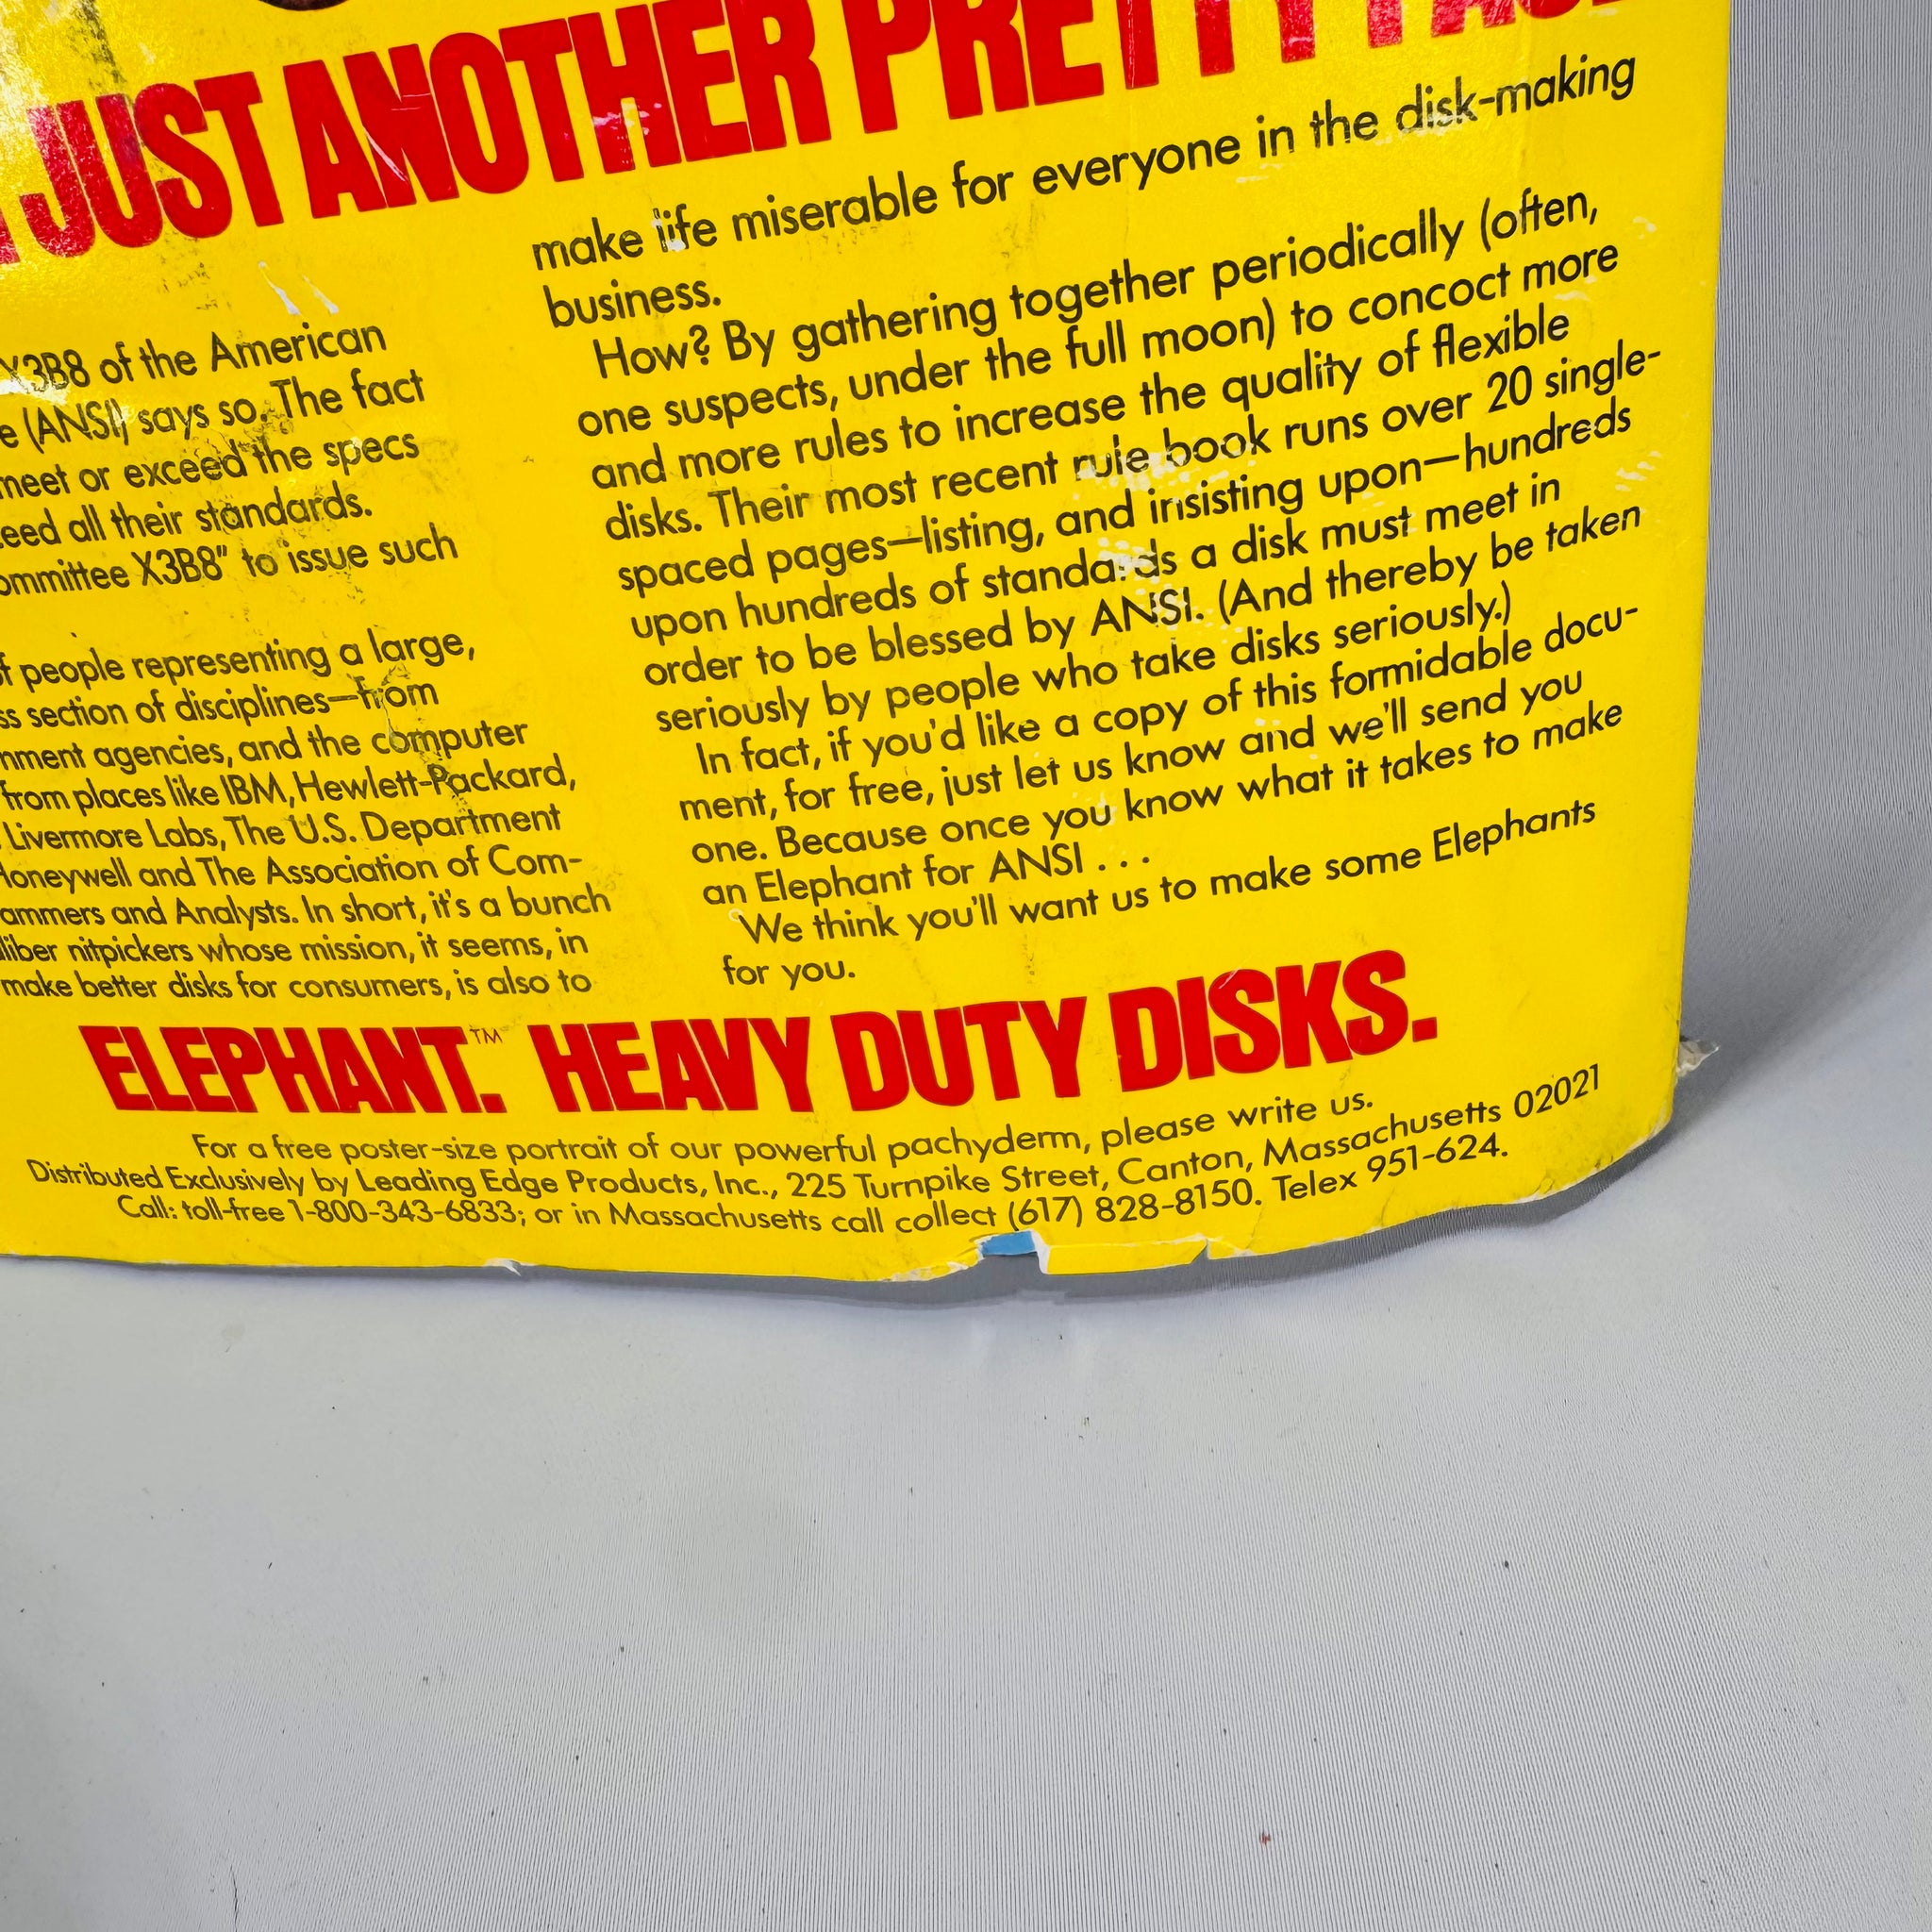 JUST ANOTHER PRETTY
X3B8 of the American
(ANSI) says so. The fact
meet or exceed the specs
all their standards.
X3B8" to issue such
people representing a large,
section of disciplines—from
agencies, and the computer
from places like IBM, Hewlett-Packard,
Livermore Labs, The U.S. Department
Honeywell and The Association of Com-
and Analysts. In short, it's a bunch
nitpickers whose mission, it seems, in
make better disks for consumers, is also to
make life miserable for everyone in the disk-making
business.
How? By gathering together periodically (often,
one suspects, under the full moon) to concoct more
and more rules to increase the quality of flexible
disks. Their most recent rule book runs over 20 single-
spaced pages—listing, and insisting upon—hundreds
upon hundreds of standards a disk must meet in
order to be blessed by ANSI. (And thereby be taken
seriously by people who take disks seriously.)
In fact, if you'd like a copy of this formidable docu-
ment, for free, just let us know and we'll send you
one. Because once you know what it takes to make
an Elephant for ANSI . . .
We think you'll want us to make some Elephants
for you.
ELEPHANT.™ HEAVY DUTY DISKS.
For a free poster-size portrait of our powerful pachyderm, please write us.
Distributed Exclusively by Leading Edge Products, Inc., 225 Turnpike Street, Canton, Massachusetts 02021
Call: toll-free 1-800-343-6833; or in Massachusetts call collect (617) 828-8150. Telex 951-624.